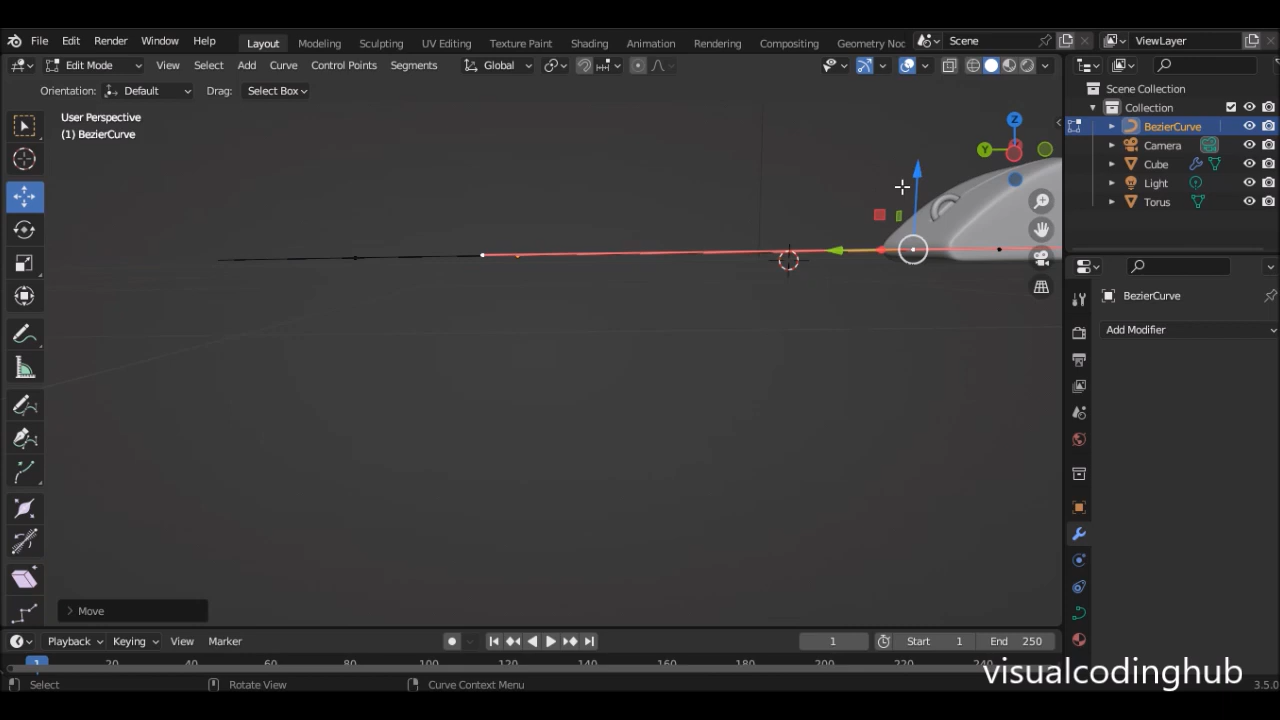 File Edit Render Window Help Layout Modeling Sculpting UV Editing Texture Paint Shading Animation Rendering Compositing Geometry Noc Scene ViewLayer
Edit Mode View Select Add Curve Control Points Segments Global
Orientation: Default Drag: Select Box
User Perspective
(1) BezierCurve
Z
Y
Scene Collection
Collection
BezierCurve
Camera
Cube
Light
Torus
BezierCurve
Add Modifier
Move
Playback Keying View Marker 1 Start 1 End 250
1 20 40 60 80 100 120 140 160 180 200 220 240
Select Rotate View Curve Context Menu 3.5.0
visualcodinghub